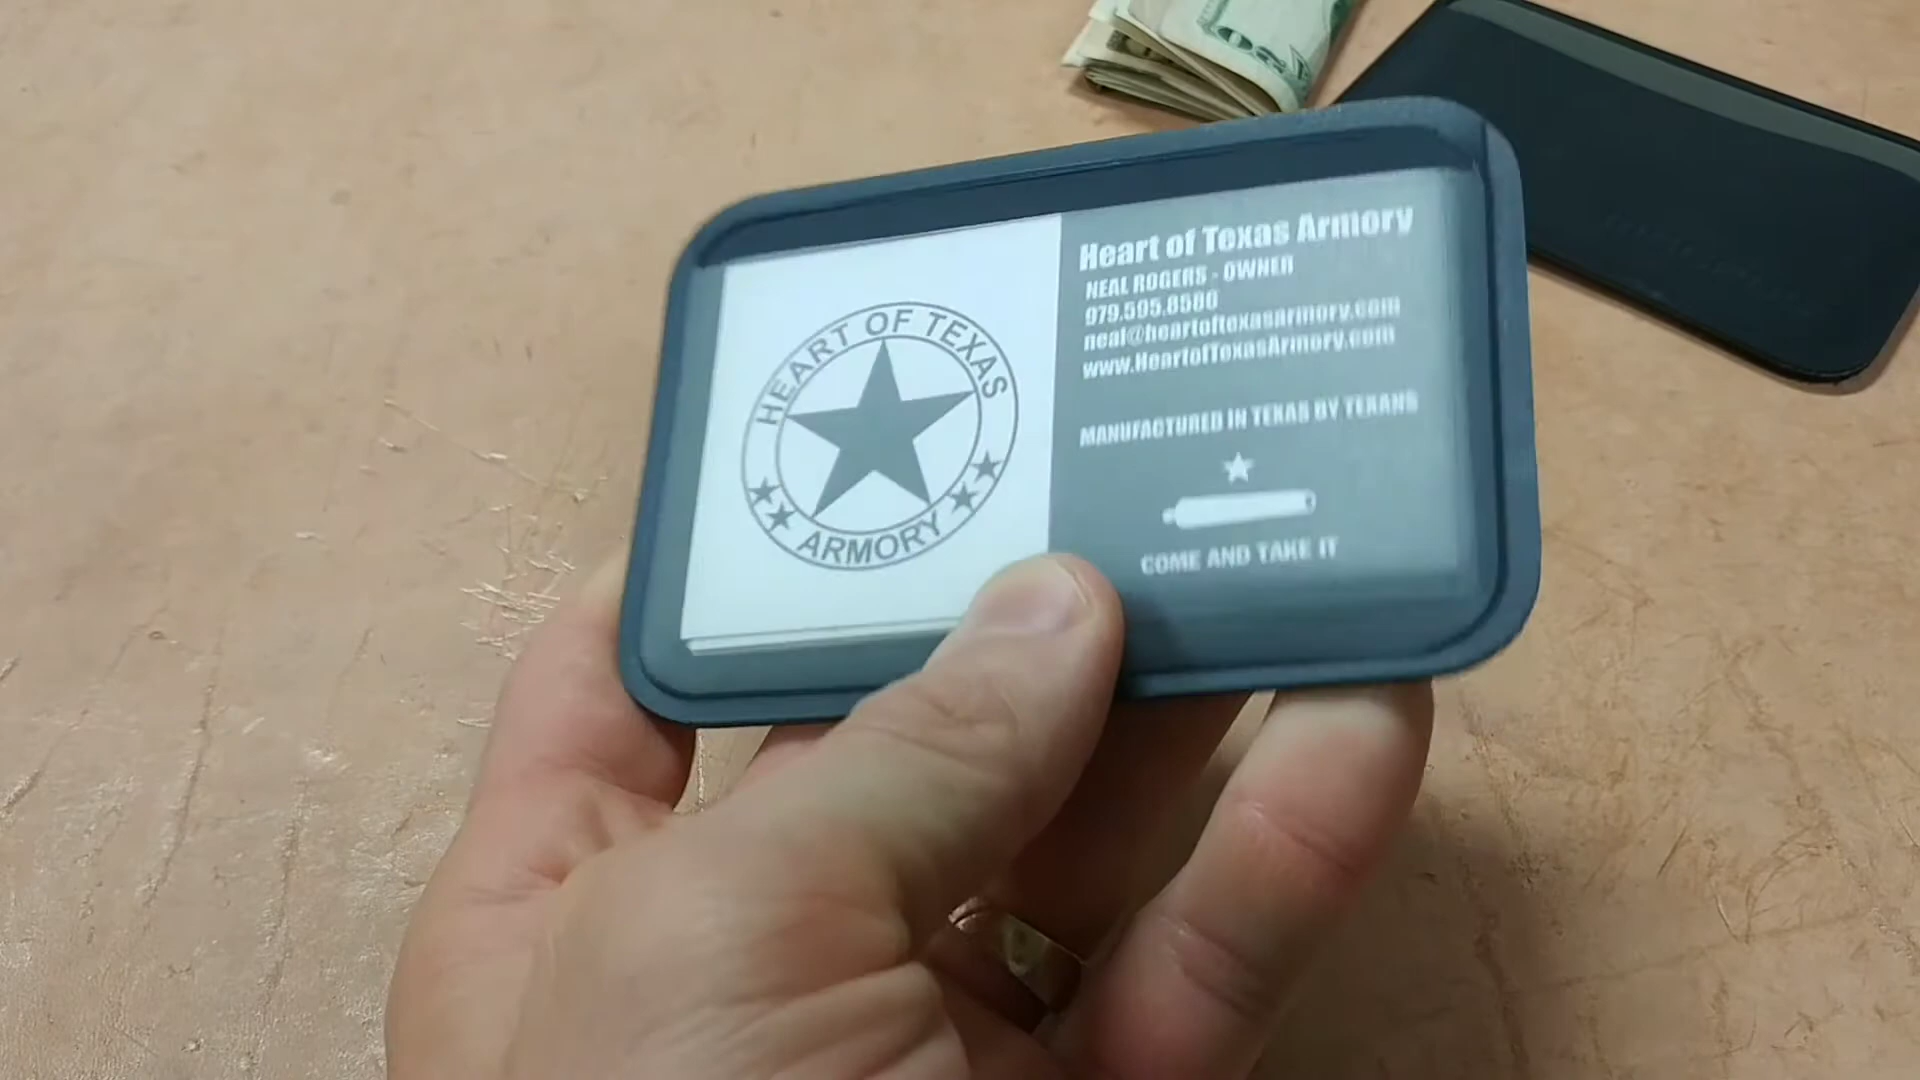 HEART OF TEXAS
ARMORY
Heart of Texas Armory
NEAL ROGERS - OWNER
979.595.8580
neal@heartoftexasarmory.com
www.HeartofTexasArmory.com
MANUFACTURED IN TEXAS BY TEXANS
COME AND TAKE IT